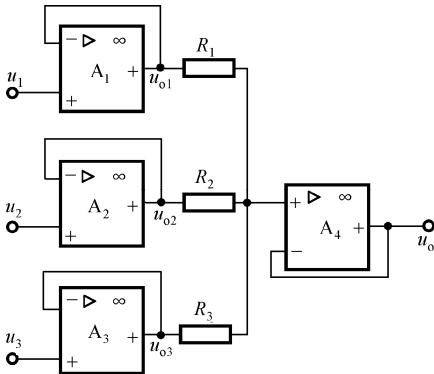 − ▷ ∞
A₁ +
+
u₁
uₒ₁
R₁
− ▷ ∞
A₂ +
+
u₂
uₒ₂
R₂
+ ▷ ∞
A₄ +
−
uₒ
− ▷ ∞
A₃ +
+
u₃
uₒ₃
R₃